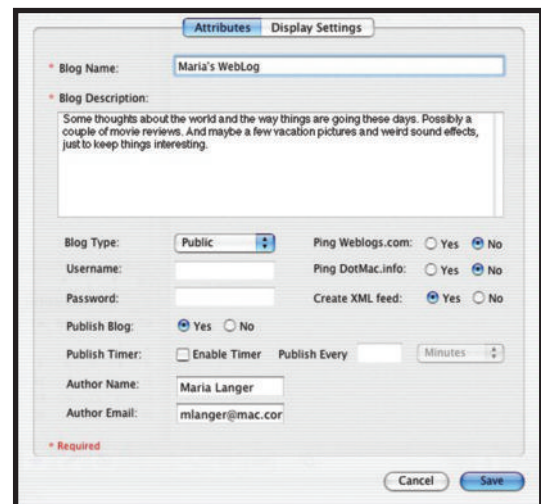 Attributes Display Settings
* Blog Name: Maria's WebLog
* Blog Description:
Some thoughts about the world and the way things are going these days. Possibly a
couple of movie reviews. And maybe a few vacation pictures and weird sound effects,
just to keep things interesting.
Blog Type: Public Ping Weblogs.com: Yes No
Username: Ping DotMac.info: Yes No
Password: Create XML feed: Yes No
Publish Blog: Yes No
Publish Timer: Enable Timer Publish Every Minutes
Author Name: Maria Langer
Author Email: mlanger@mac.cor
* Required
Cancel Save